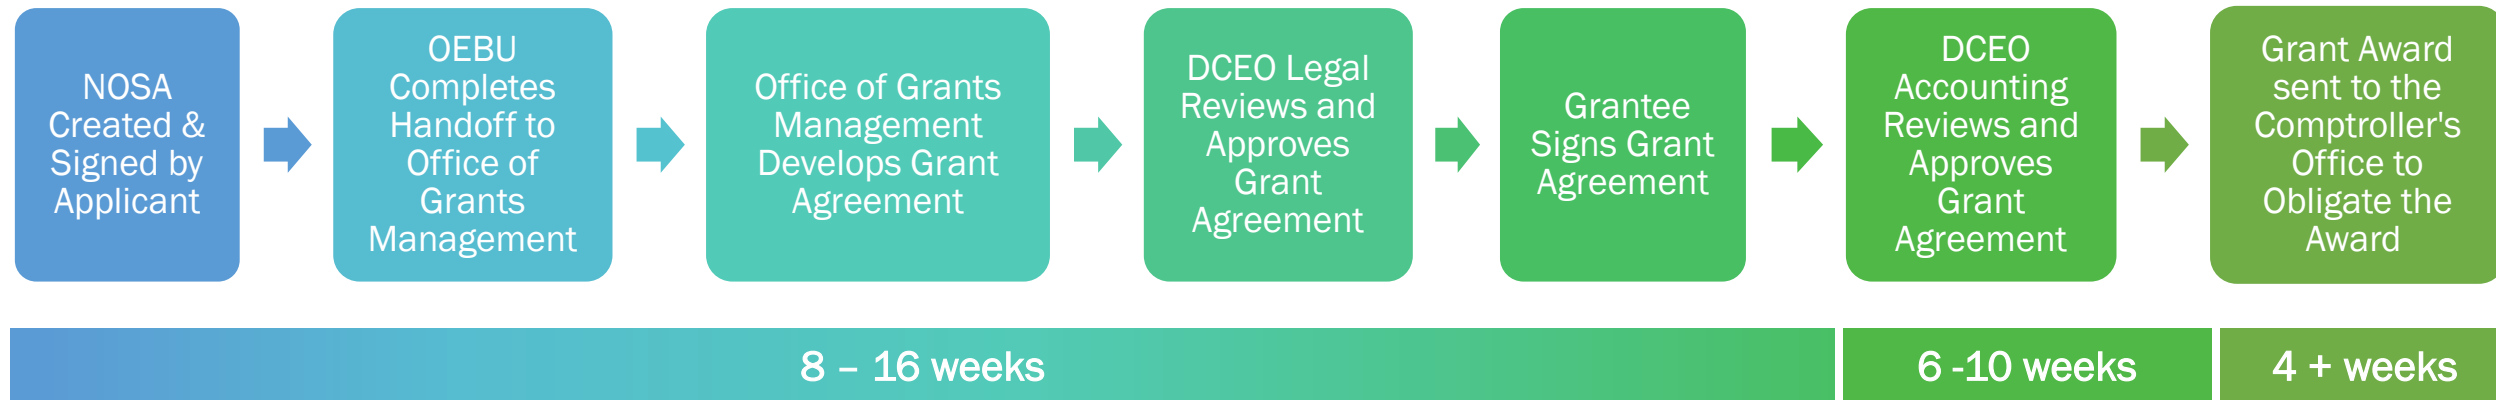 NOSA
Created &
Signed by
Applicant
OEBU
Completes
Handoff to
Office of
Grants
Management
Office of Grants
Management
Develops Grant
Agreement
DCEO Legal
Reviews and
Approves
Grant
Agreement
Grantee
Signs Grant
Agreement
DCEO
Accounting
Reviews and
Approves
Grant
Agreement
Grant Award
sent to the
Comptroller's
Office to
Obligate the
Award
8 – 16 weeks
6 -10 weeks
4 + weeks